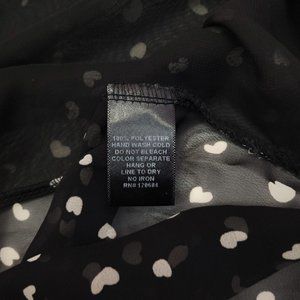 100% POLYESTER
HAND WASH COLD
DO NOT BLEACH
COLOR SEPARATE
HANG OR
LINE TO DRY
NO IRON
RN# 128684